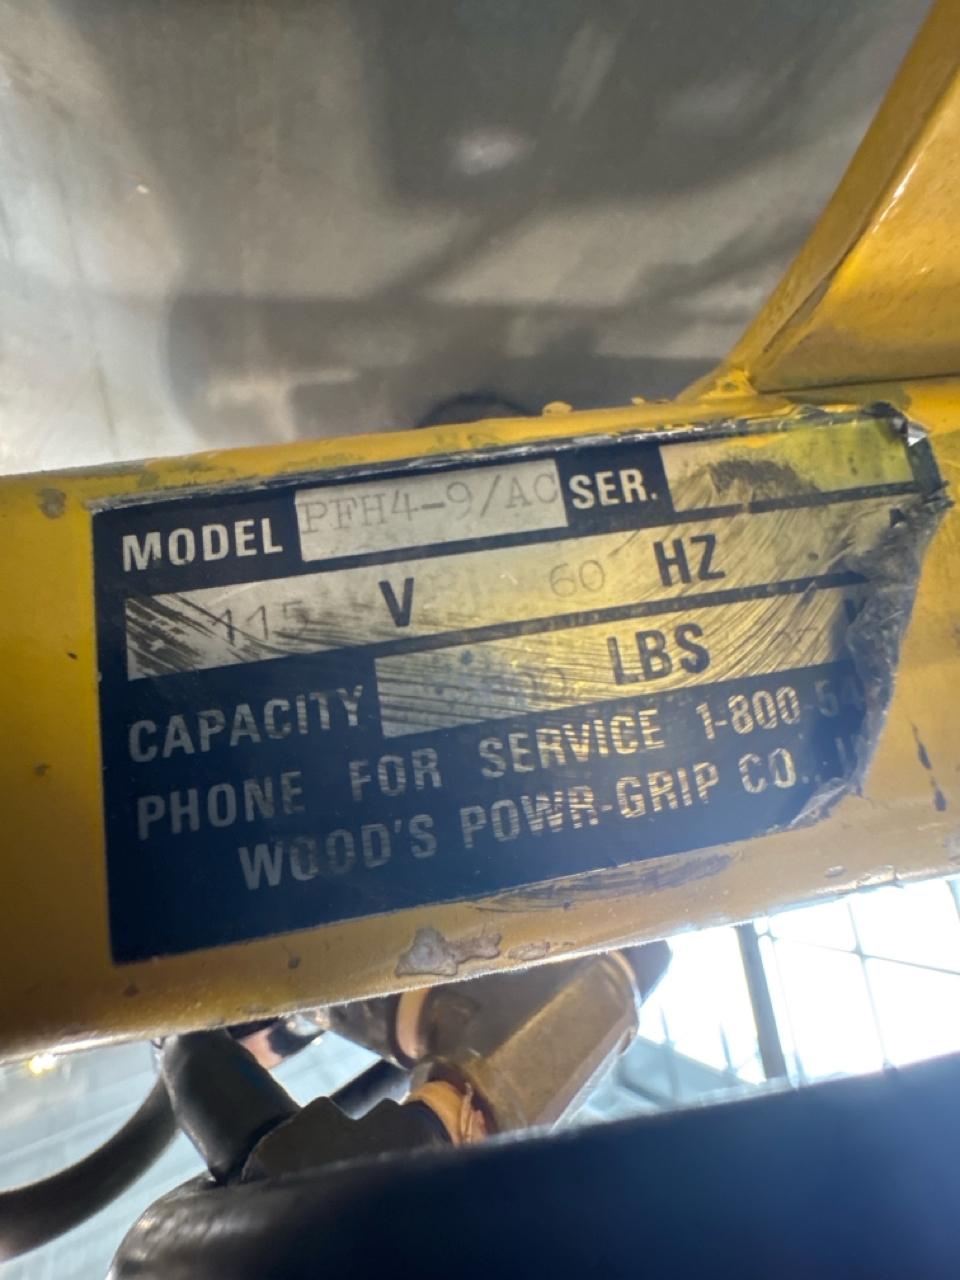 MODEL PFH4-9/AC SER.
115 V 60 HZ
CAPACITY LBS
PHONE FOR SERVICE 1-800-54
WOOD'S POWR-GRIP CO.,